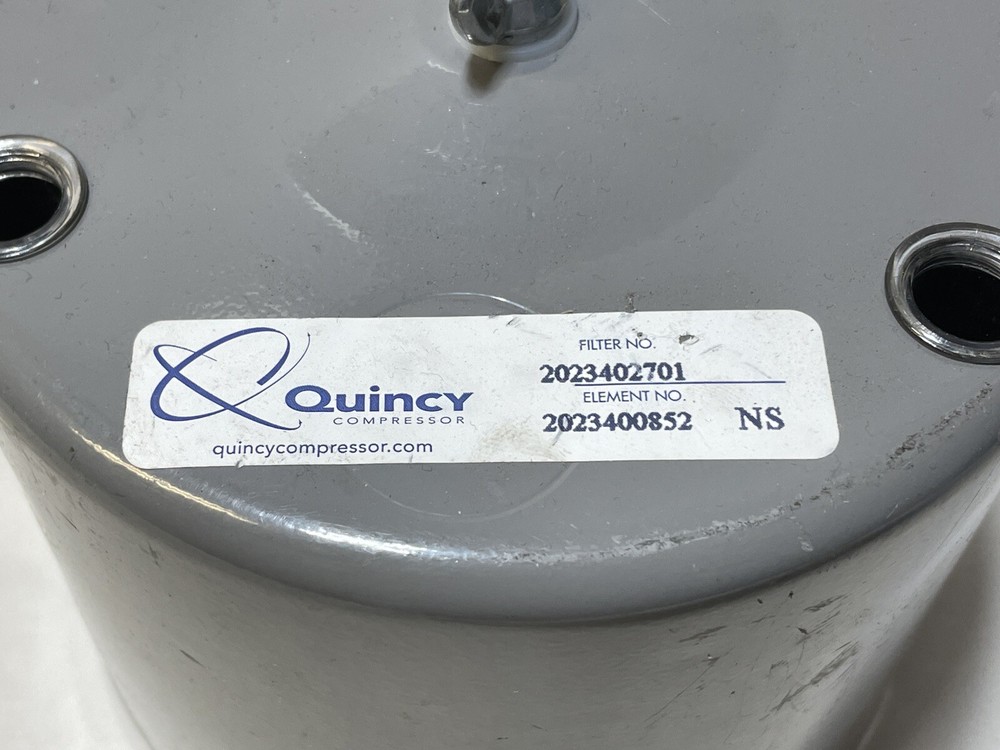 Quincy
COMPRESSOR
quincycompressor.com
FILTER NO.
2023402701
ELEMENT NO.
2023400852 NS